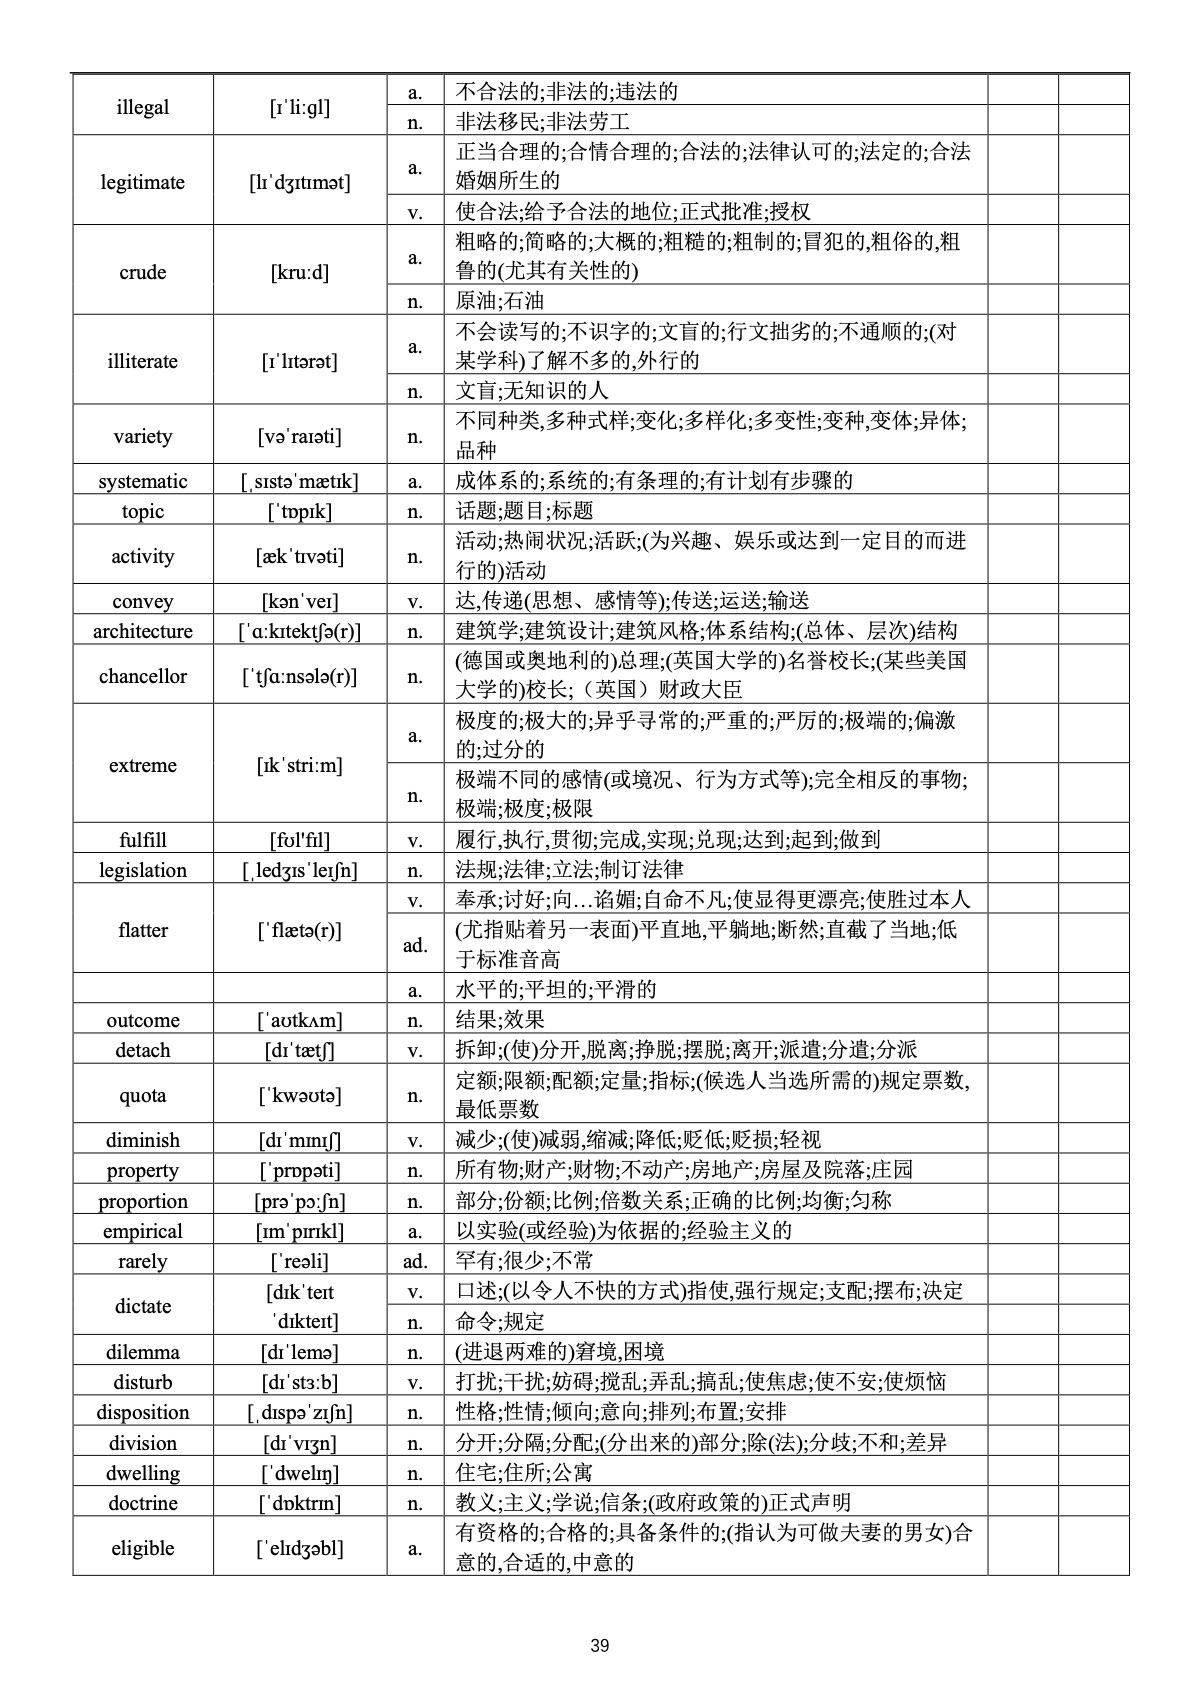 illegal [ɪˈliːɡl] a. 不合法的;非法的;违法的
n. 非法移民;非法劳工
legitimate [lɪˈdʒɪtɪmət] a. 正当合理的;合情合理的;合法的;法律认可的;法定的;合法
婚姻所生的
v. 使合法;给予合法的地位;正式批准;授权
crude [kruːd] a. 粗略的;简略的;大概的;粗糙的;粗制的;冒犯的,粗俗的,粗
鲁的(尤其有关性的)
n. 原油;石油
illiterate [ɪˈlɪtərət] a. 不会读写的;不识字的;文盲的;行文拙劣的;不通顺的;(对
某学科)了解不多的,外行的
n. 文盲;无知识的人
variety [vəˈraɪəti] n. 不同种类,多种式样;变化;多样化;多变性;变种,变体;异体;
品种
systematic [ˌsɪstəˈmætɪk] a. 成体系的;系统的;有条理的;有计划有步骤的
topic [ˈtɒpɪk] n. 话题;题目;标题
activity [ækˈtɪvəti] n. 活动;热闹状况;活跃;(为兴趣、娱乐或达到一定目的而进
行的)活动
convey [kənˈveɪ] v. 达,传递(思想、感情等);传送;运送;输送
architecture [ˈɑːkɪtektʃə(r)] n. 建筑学;建筑设计;建筑风格;体系结构;(总体、层次)结构
chancellor [ˈtʃɑːnsələ(r)] n. (德国或奥地利的)总理;(英国大学的)名誉校长;(某些美国
大学的)校长;（英国）财政大臣
extreme [ɪkˈstriːm] a. 极度的;极大的;异乎寻常的;严重的;严厉的;极端的;偏激
的;过分的
n. 极端不同的感情(或境况、行为方式等);完全相反的事物;
极端;极度;极限
fulfill [fʊl'fɪl] v. 履行,执行,贯彻;完成,实现;兑现;达到;起到;做到
legislation [ˌledʒɪsˈleɪʃn] n. 法规;法律;立法;制订法律
flatter [ˈflætə(r)] v. 奉承;讨好;向…谄媚;自命不凡;使显得更漂亮;使胜过本人
ad. (尤指贴着另一表面)平直地,平躺地;断然;直截了当地;低
于标准音高
a. 水平的;平坦的;平滑的
outcome [ˈaʊtkʌm] n. 结果;效果
detach [dɪˈtætʃ] v. 拆卸;(使)分开,脱离;挣脱;摆脱;离开;派遣;分遣;分派
quota [ˈkwəʊtə] n. 定额;限额;配额;定量;指标;(候选人当选所需的)规定票数,
最低票数
diminish [dɪˈmɪnɪʃ] v. 减少;(使)减弱,缩减;降低;贬低;贬损;轻视
property [ˈprɒpəti] n. 所有物;财产;财物;不动产;房地产;房屋及院落;庄园
proportion [prəˈpɔːʃn] n. 部分;份额;比例;倍数关系;正确的比例;均衡;匀称
empirical [ɪmˈpɪrɪkl] a. 以实验(或经验)为依据的;经验主义的
rarely [ˈreəli] ad. 罕有;很少;不常
dictate [dɪkˈteɪt v. 口述;(以令人不快的方式)指使,强行规定;支配;摆布;决定
ˈdɪkteɪt] n. 命令;规定
dilemma [dɪˈlemə] n. (进退两难的)窘境,困境
disturb [dɪˈstɜːb] v. 打扰;干扰;妨碍;搅乱;弄乱;搞乱;使焦虑;使不安;使烦恼
disposition [ˌdɪspəˈzɪʃn] n. 性格;性情;倾向;意向;排列;布置;安排
division [dɪˈvɪʒn] n. 分开;分隔;分配;(分出来的)部分;除(法);分歧;不和;差异
dwelling [ˈdwelɪŋ] n. 住宅;住所;公寓
doctrine [ˈdɒktrɪn] n. 教义;主义;学说;信条;(政府政策的)正式声明
eligible [ˈelɪdʒəbl] a. 有资格的;合格的;具备条件的;(指认为可做夫妻的男女)合
意的,合适的,中意的
39